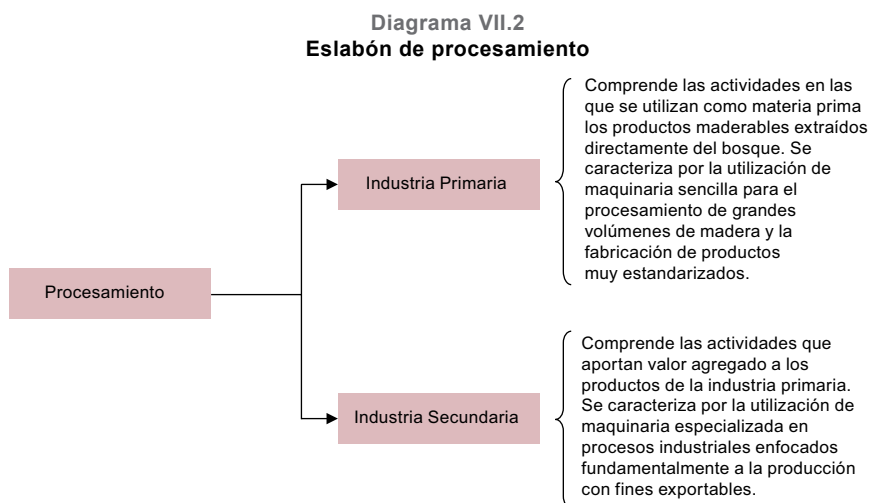 Diagrama VII.2
Eslabón de procesamiento
Comprende las actividades en las
que se utilizan como materia prima
los productos maderables extraídos
directamente del bosque. Se
caracteriza por la utilización de
maquinaria sencilla para el
procesamiento de grandes
volúmenes de madera y la
fabricación de productos
muy estandarizados.
Industria Primaria
Procesamiento
Comprende las actividades que
aportan valor agregado a los
productos de la industria primaria.
Se caracteriza por la utilización de
maquinaria especializada en
procesos industriales enfocados
fundamentalmente a la producción
con fines exportables.
Industria Secundaria